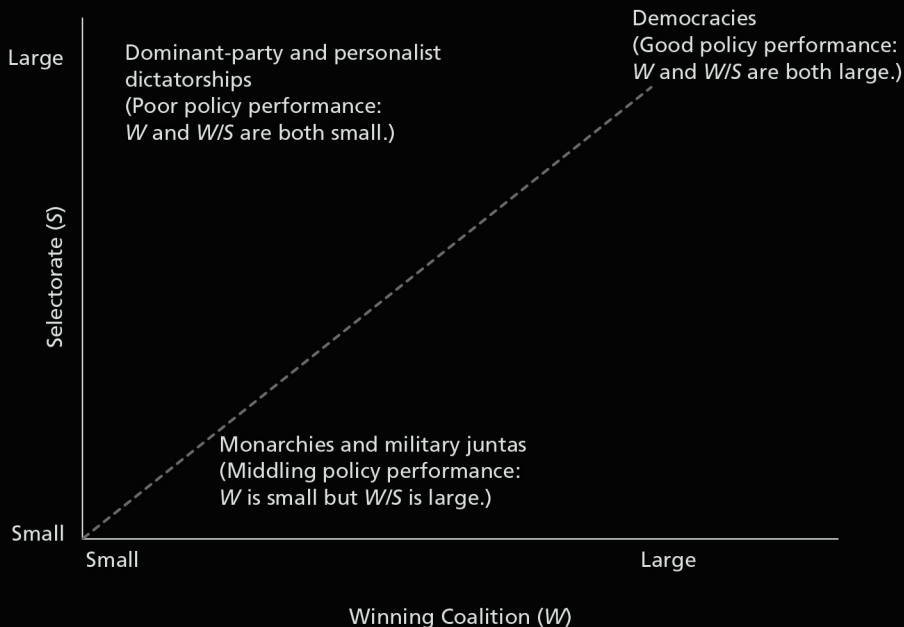 Democracies
(Good policy performance:
W and W/S are both large.)
Large
Dominant-party and personalist
dictatorships
(Poor policy performance:
W and W/S are both small.)
Selectorate (S)
Monarchies and military juntas
(Middling policy performance:
W is small but W/S is large.)
Small
Small
Large
Winning Coalition (W)